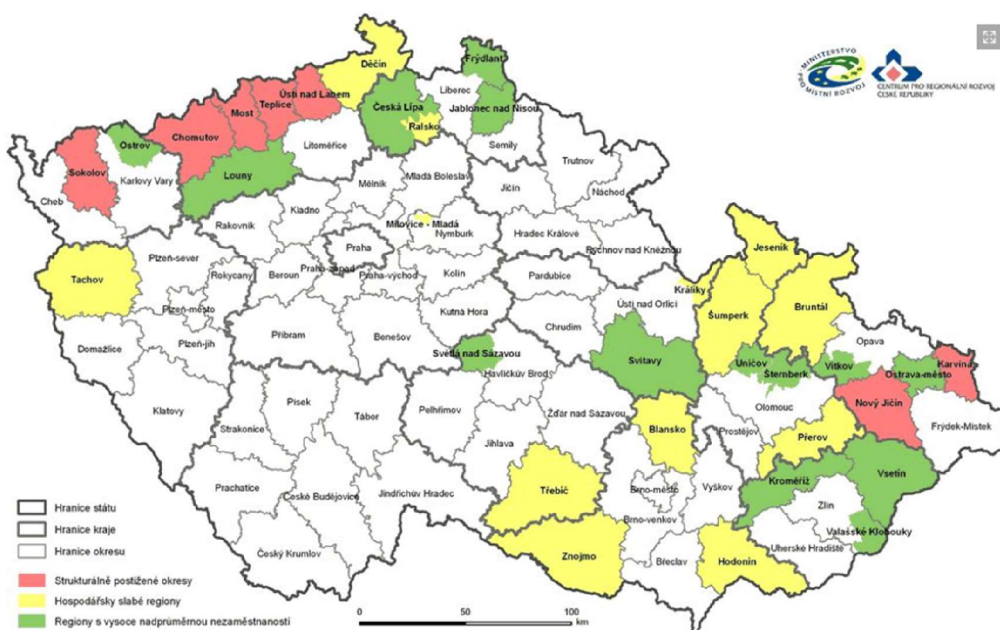 MINISTERSTVO
PRO MÍSTNÍ ROZVOJ
CENTRUM PRO REGIONÁLNÍ ROZVOJ
ČESKÉ REPUBLIKY
Děčín
Frýdlant
Ústí nad Labem
Liberec
Teplice
Česká Lípa
Jablonec nad Nisou
Most
Ralsko
Chomutov
Ostrov
Litoměřice
Semily
Trutnov
Sokolov
Karlovy Vary
Louny
Mladá Boleslav
Jičín
Mělník
Náchod
Cheb
Kladno
Rakovník
Milovice - Mladá
Nymburk
Hradec Králové
Rychnov nad Kněžnou
Praha
Jeseník
Plzeň-sever
Rokycany
Beroun
Praha-západ
Praha-východ
Kolín
Pardubice
Tachov
Králíky
Bruntál
Ústí nad Orlicí
Šumperk
Plzeň-město
Kutná Hora
Chrudim
Příbram
Benešov
Opava
Domažlice
Plzeň-jih
Světlá nad Sázavou
Svitavy
Uničov
Šternberk
Vítkov
Ostrava-město
Karviná
Havlíčkův Brod
Nový Jičín
Klatovy
Písek
Tábor
Pelhřimov
Olomouc
Žďár nad Sázavou
Strakonice
Blansko
Prostějov
Přerov
Frýdek-Místek
Jihlava
Vsetín
Kroměříž
Prachatice
České Budějovice
Jindřichův Hradec
Třebíč
Brno-město
Vyškov
Zlín
Brno-venkov
Valašské Klobouky
Český Krumlov
Znojmo
Břeclav
Hodonín
Uherské Hradiště
Hranice státu
Hranice kraje
Hranice okresu
Strukturálně postižené okresy
Hospodářsky slabé regiony
Regiony s vysoce nadprůměrnou nezaměstnaností
0 50 100
km